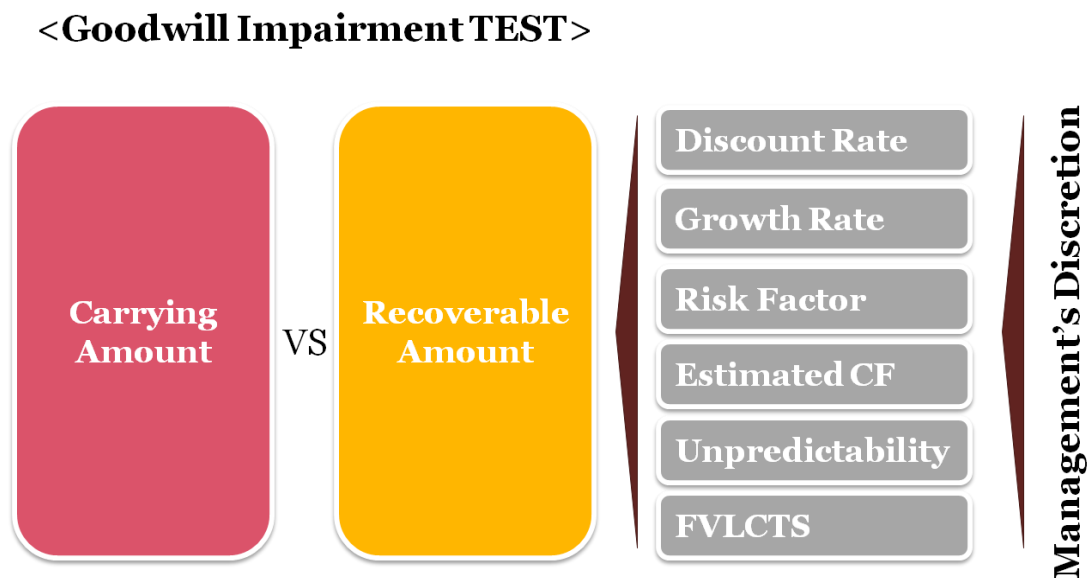 <Goodwill Impairment TEST>
Carrying
Amount
VS
Recoverable
Amount
Discount Rate
Growth Rate
Risk Factor
Estimated CF
Unpredictability
FVLCTS
Management’s Discretion